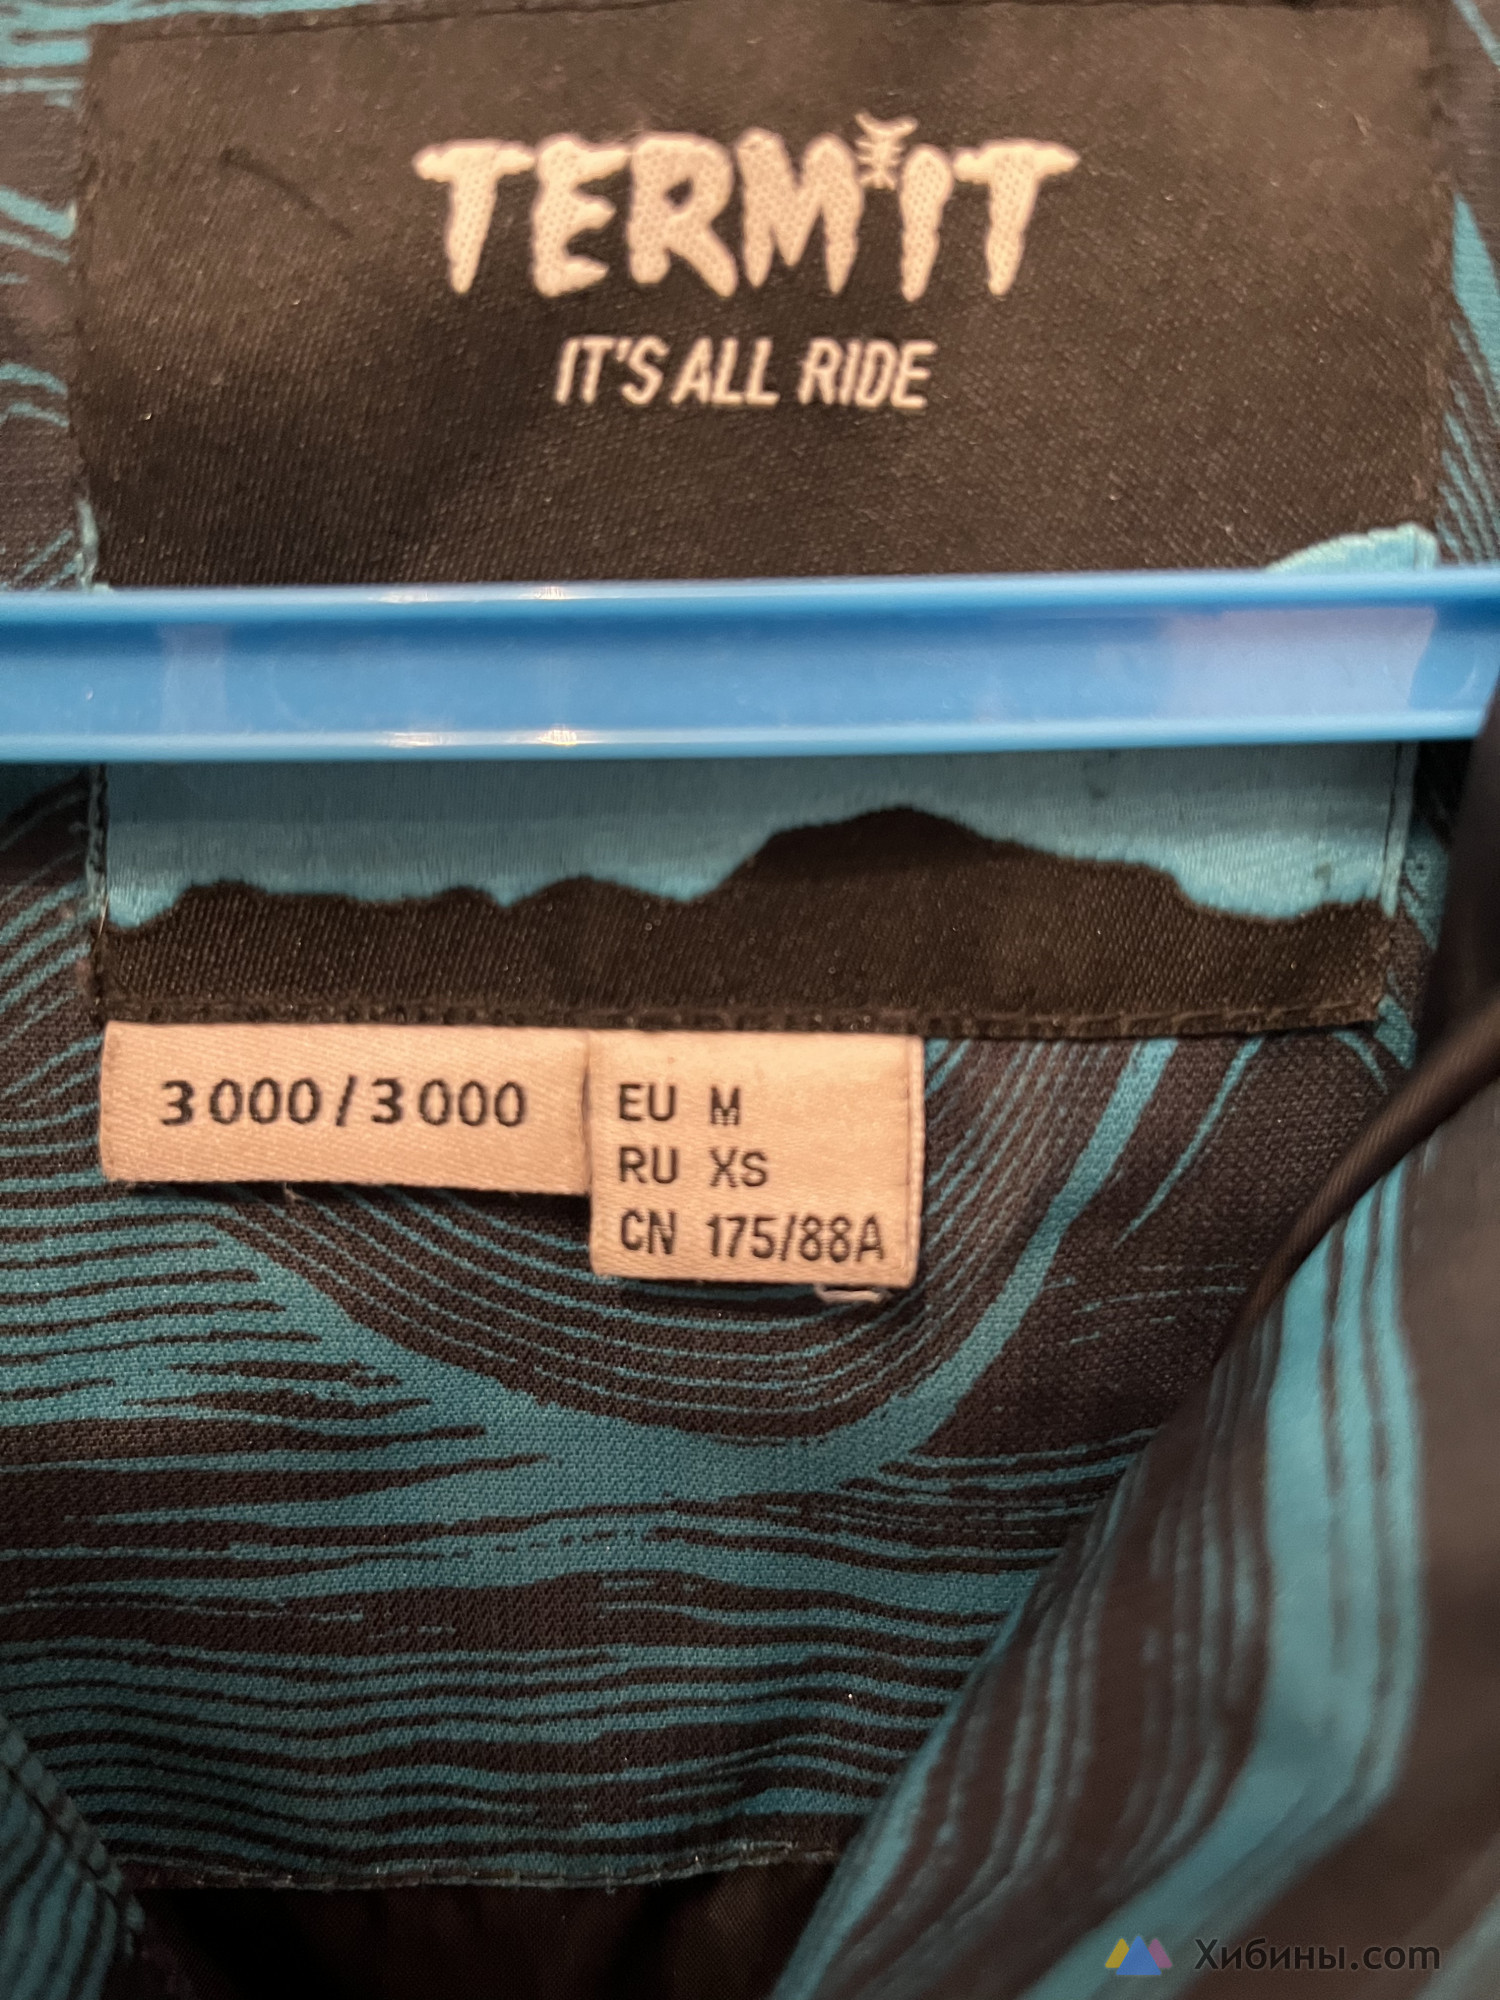 TERMIT
IT'S ALL RIDE
3000/3000
EU M
RU XS
CN 175/88A
Хибины.com